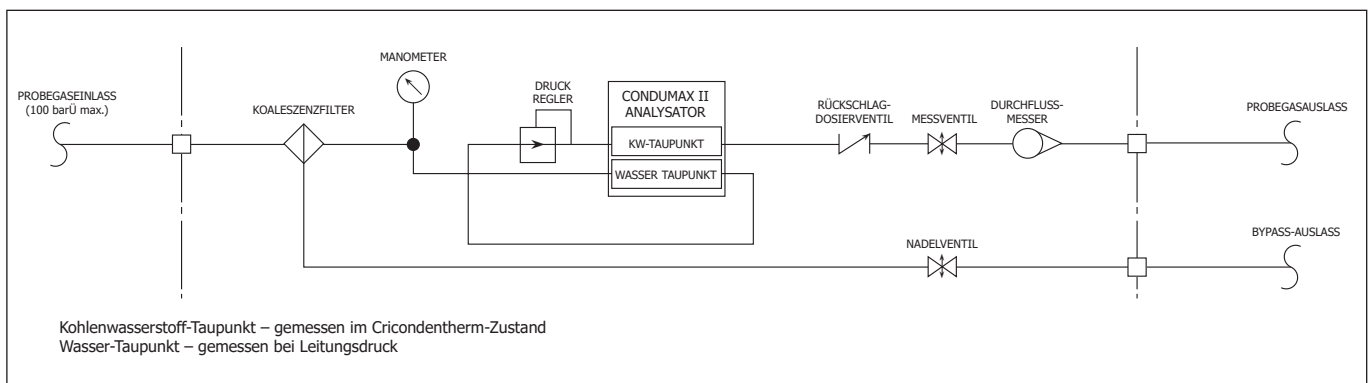 MANOMETER
PROBEGASEINLASS
(100 barÜ max.)
KOALESZENZFILTER
DRUCK
REGLER
CONDUMAX II
ANALYSATOR
KW-TAUPUNKT
WASSER TAUPUNKT
RÜCKSCHLAG-
DOSIERVENTIL
MESSVENTIL
DURCHFLUSS-
MESSER
PROBEGASAUSLASS
NADELVENTIL
BYPASS-AUSLASS
Kohlenwasserstoff-Taupunkt – gemessen im Cricondentherm-Zustand
Wasser-Taupunkt – gemessen bei Leitungsdruck